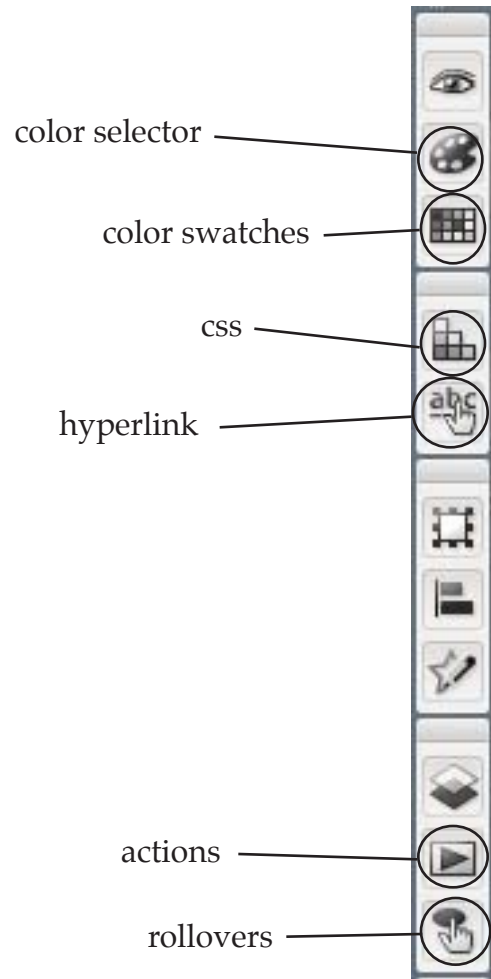 color selector
color swatches
css
abc
hyperlink
actions
rollovers